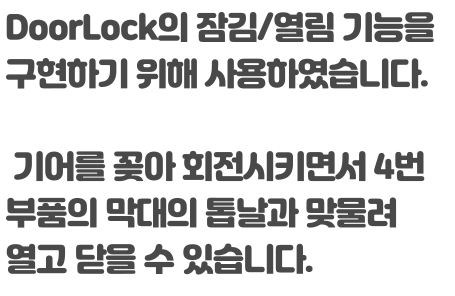 DoorLock의 잠김/열림 기능을
구현하기 위해 사용하였습니다.
기어를 꽂아 회전시키면서 4번
부품의 막대의 톱날과 맞물려
열고 닫을 수 있습니다.